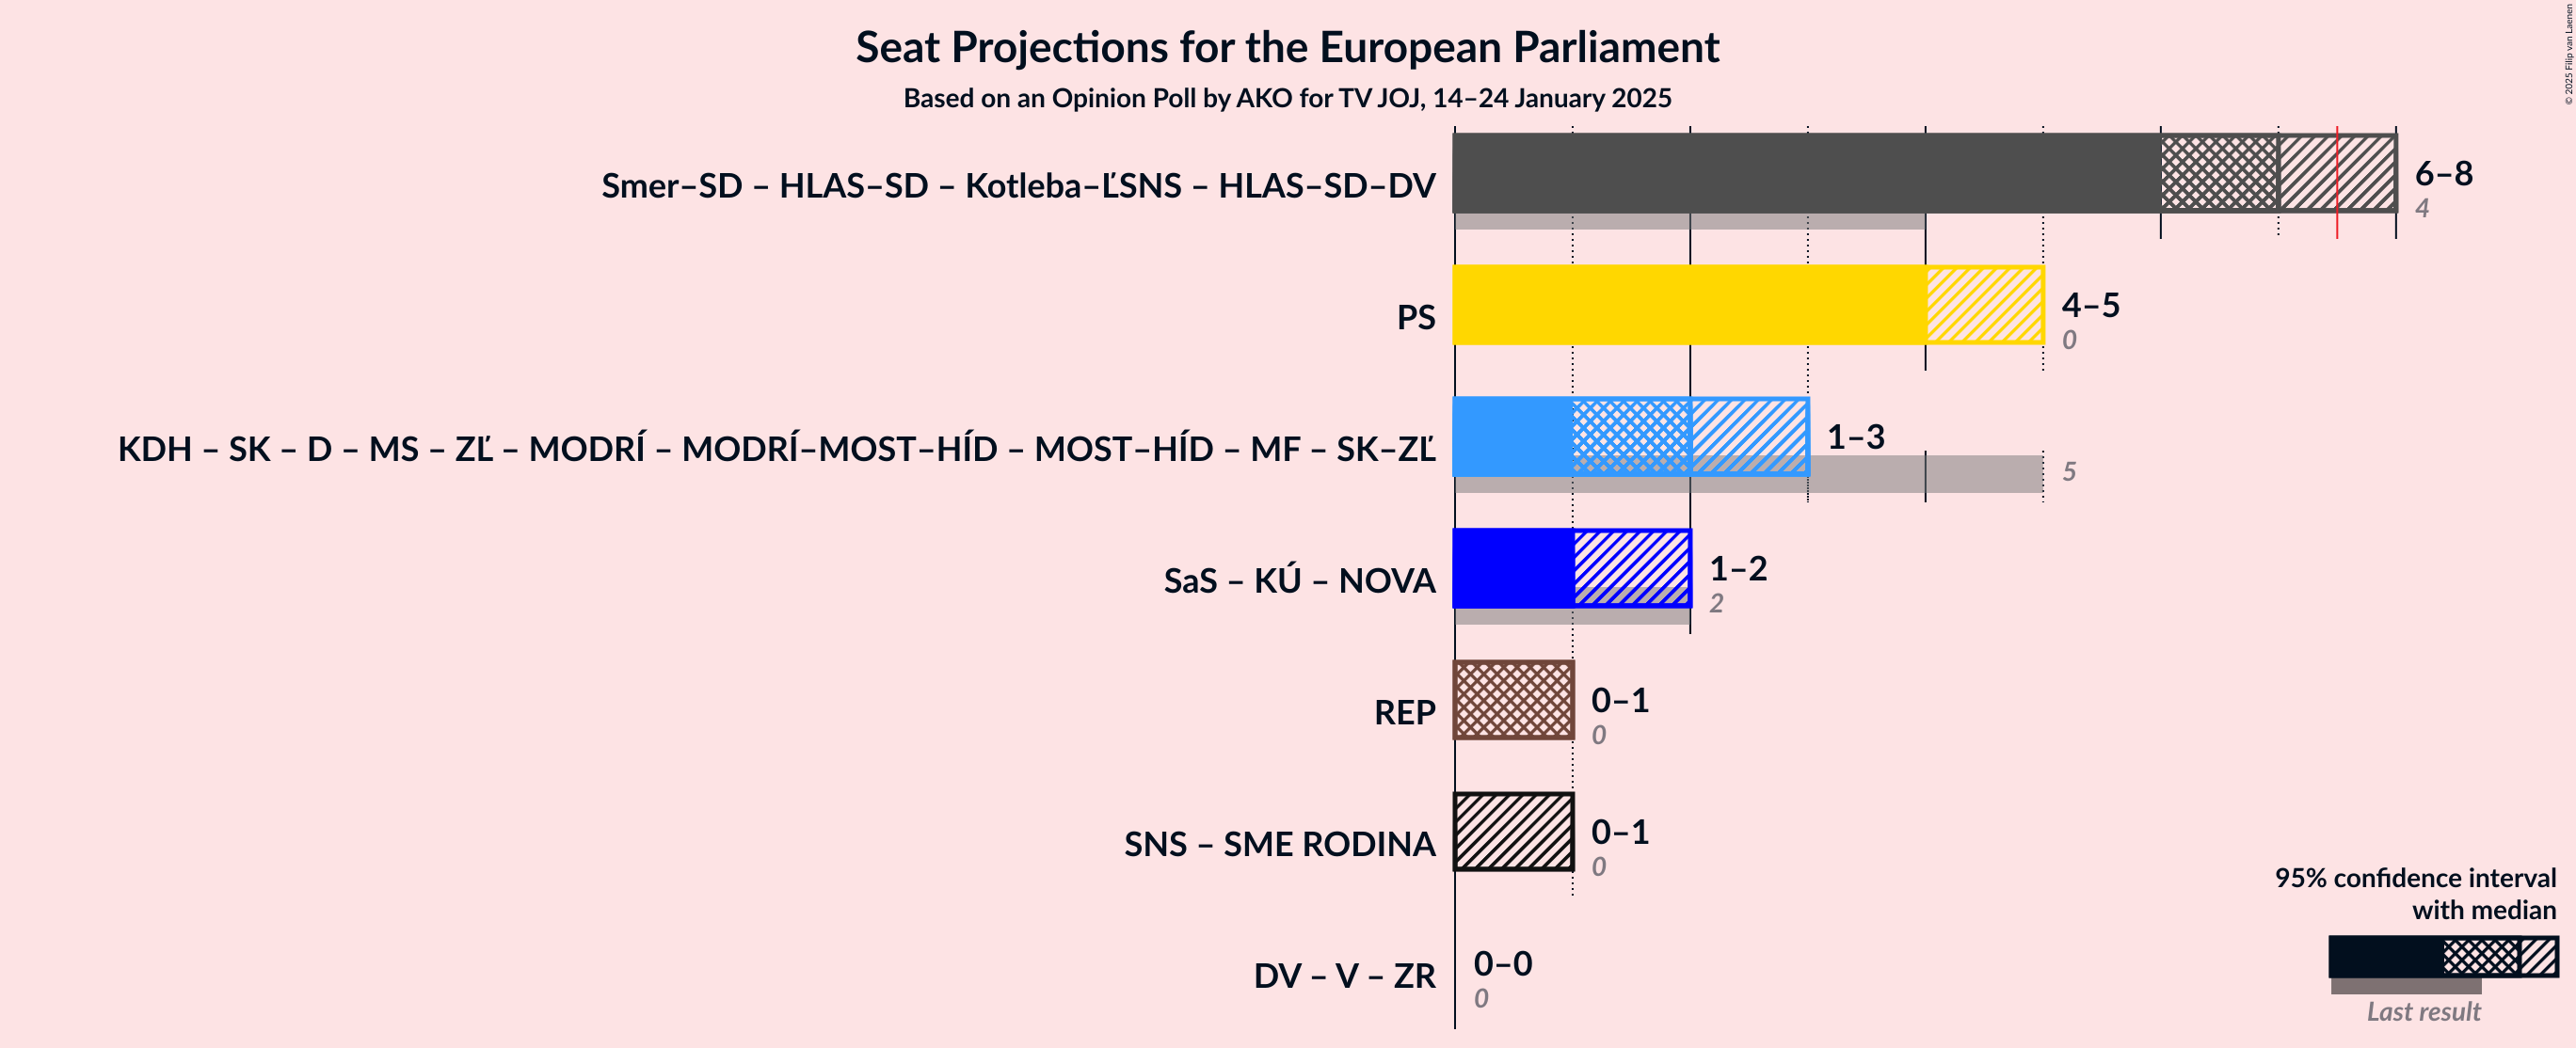 Seat Projections for the European Parliament
Based on an Opinion Poll by AKO for TV JOJ, 14–24 January 2025
© 2025 Filip van Laenen
Smer–SD – HLAS–SD – Kotleba–ĽSNS – HLAS–SD–DV
6–8
4
PS
4–5
0
KDH – SK – D – MS – ZĽ – MODRÍ – MODRÍ–MOST–HÍD – MOST–HÍD – MF – SK–ZĽ
1–3
5
SaS – KÚ – NOVA
1–2
2
REP
0–1
0
SNS – SME RODINA
0–1
0
DV – V – ZR
0–0
0
95% confidence interval
with median
Last result